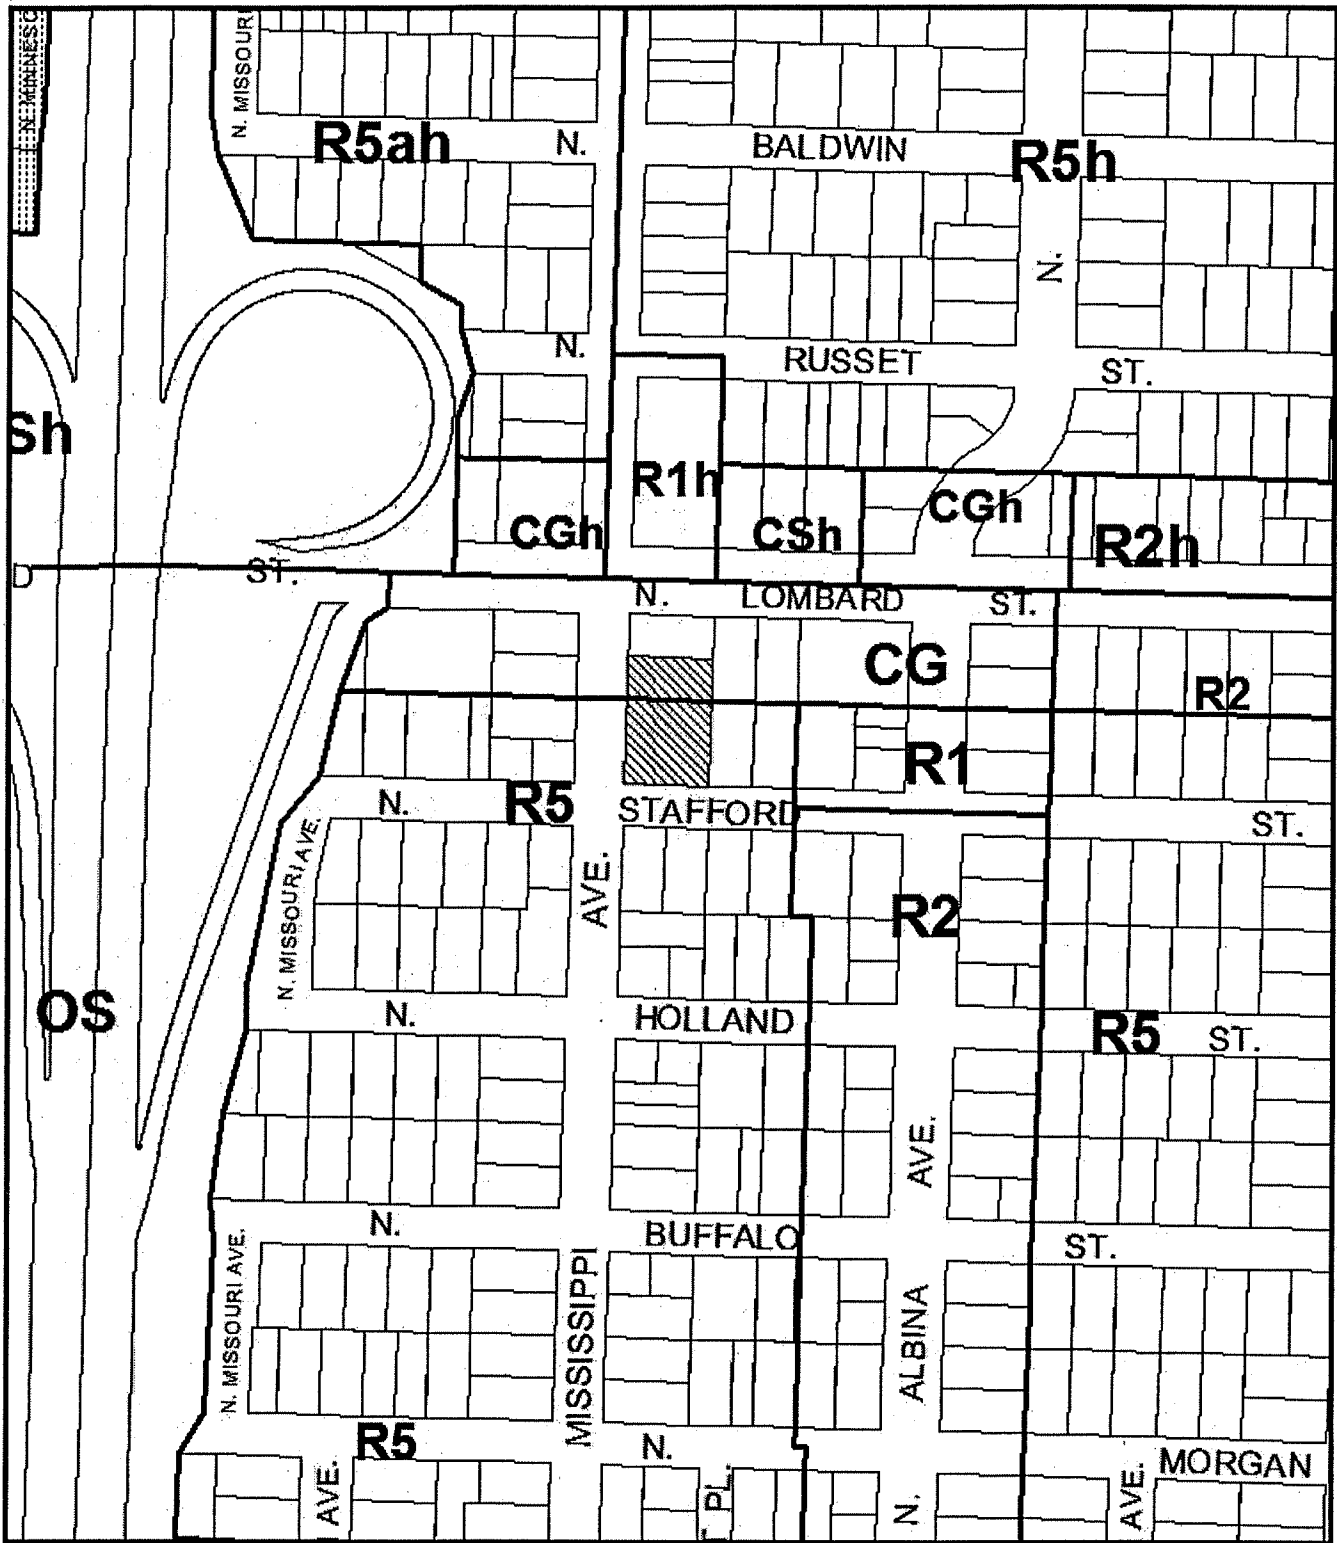 N. MISSOURI
R5ah
N.
BALDWIN
R5h
N.
N.
RUSSET
ST.
Sh
R1h
CGh
CSh
CGh
R2h
D
ST.
N.
LOMBARD
ST.
CG
R2
R1
N.
R5
STAFFORD
ST.
N. MISSOURI AVE.
AVE.
R2
OS
N.
HOLLAND
R5
ST.
AVE.
N.
BUFFALO
ST.
N. MISSOURI AVE.
MISSISSIPPI
ALBINA
R5
N.
MORGAN
AVE.
PL.
N.
AVE.